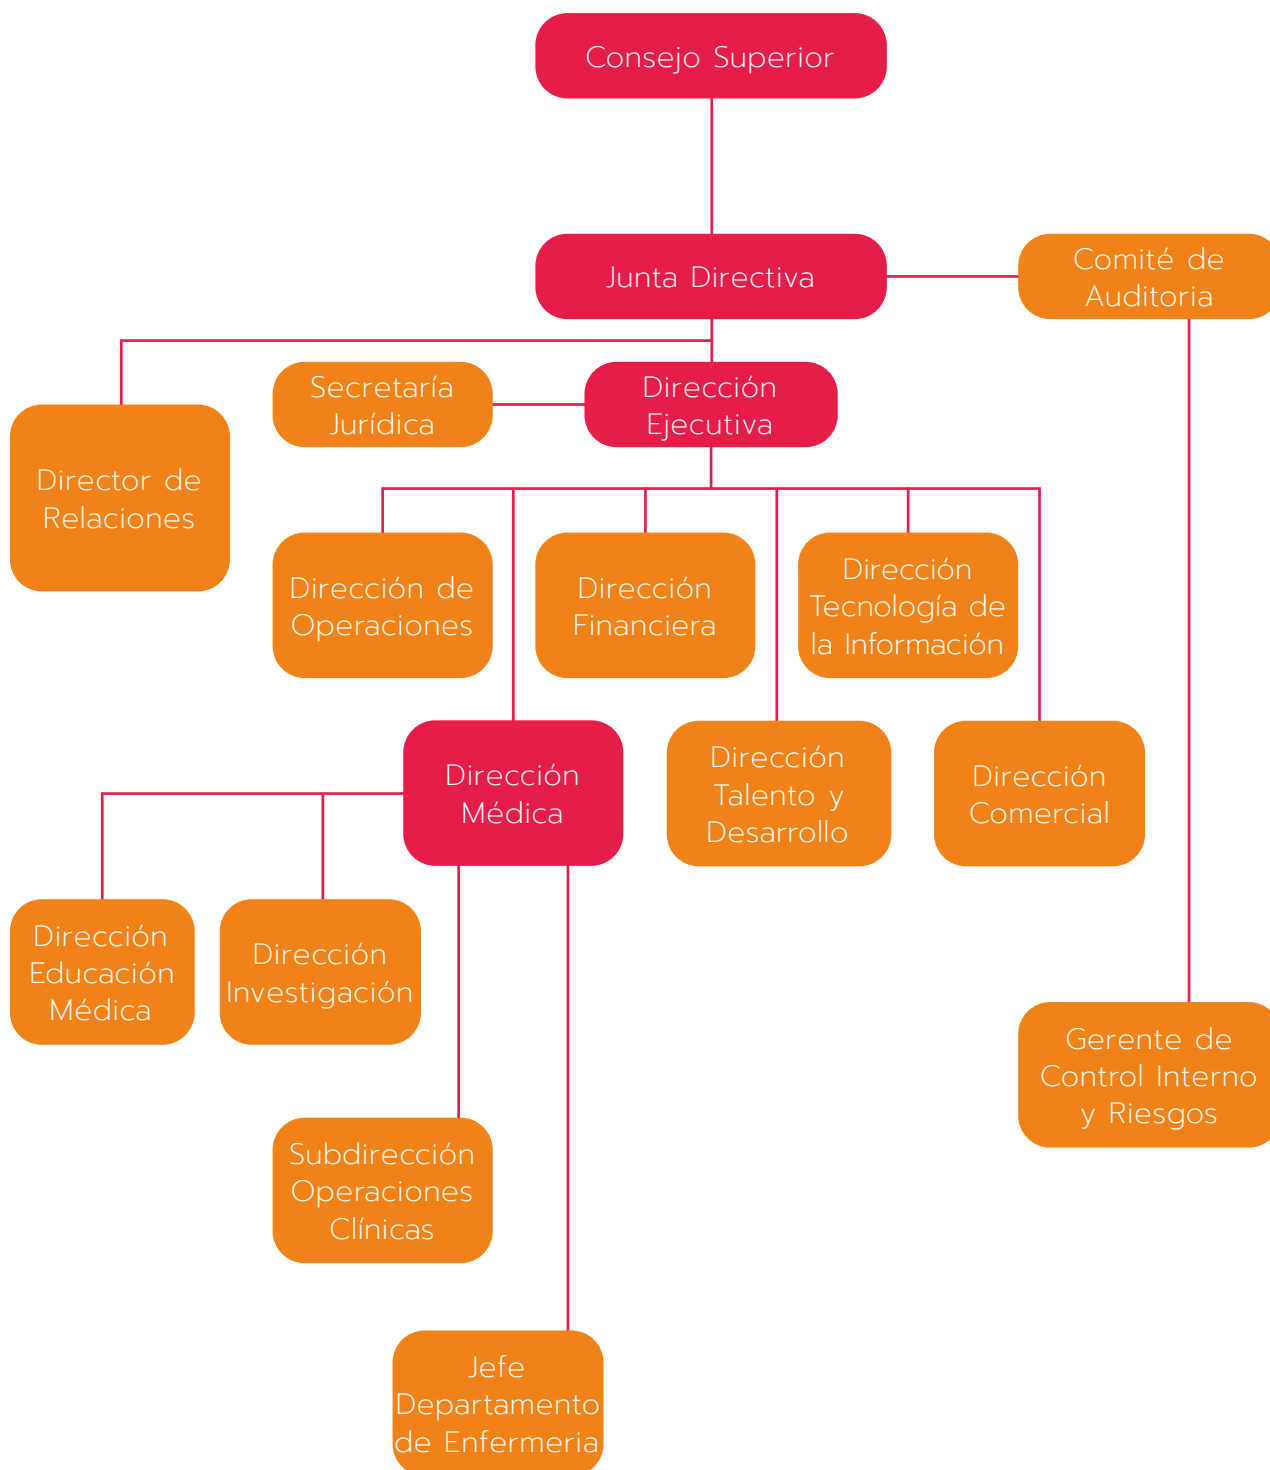 Consejo Superior
Junta Directiva
Comité de
Auditoria
Secretaría
Jurídica
Dirección
Ejecutiva
Director de
Relaciones
Dirección de
Operaciones
Dirección
Financiera
Dirección
Tecnología de
la Información
Dirección
Médica
Dirección
Talento y
Desarrollo
Dirección
Comercial
Dirección
Educación
Médica
Dirección
Investigación
Gerente de
Control Interno
y Riesgos
Subdirección
Operaciones
Clínicas
Jefe
Departamento
de Enfermeria